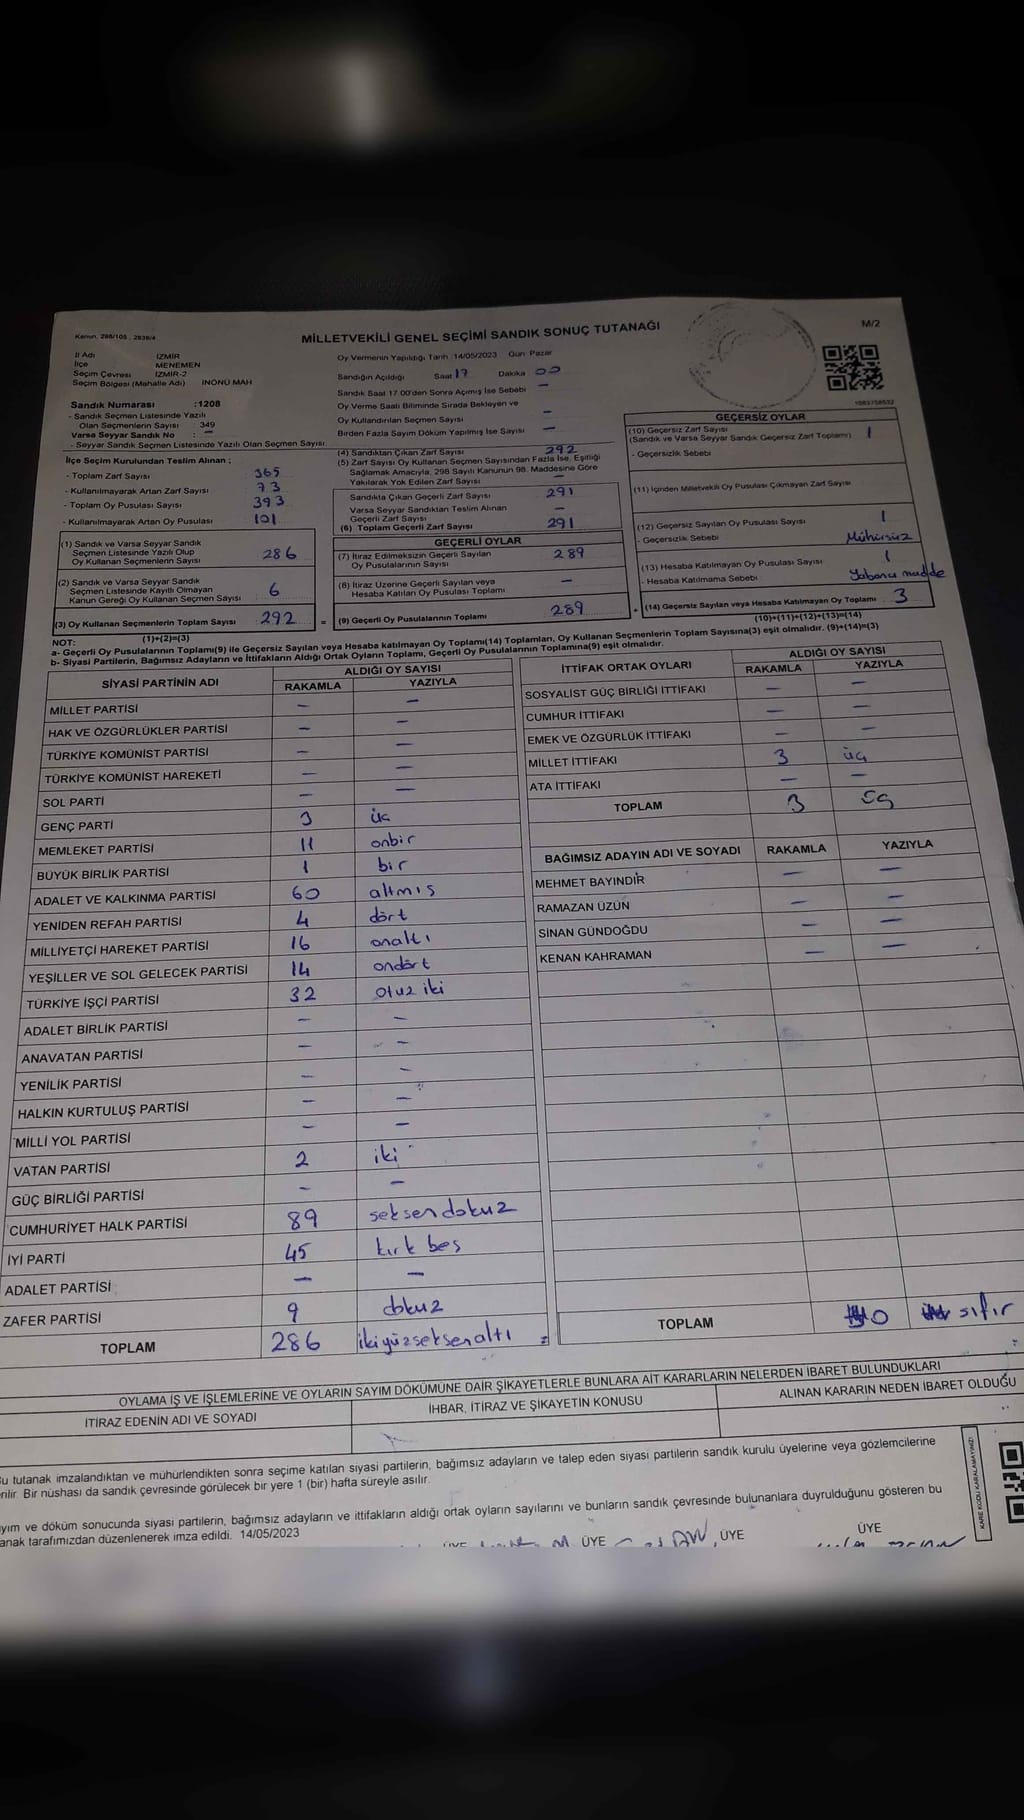 Kanun, 298/105 , 2839/4
MİLLETVEKİLİ GENEL SEÇİMİ SANDIK SONUÇ TUTANAĞI
M/2
İl Adı İZMİR
İlçe MENEMEN
Seçim Çevresi İZMİR-2
Seçim Bölgesi (Mahalle Adı) İNÖNÜ MAH
Sandık Numarası :1208
- Sandık Seçmen Listesinde Yazılı
Olan Seçmenlerin Sayısı : 349
Varsa Seyyar Sandık No : –
- Seyyar Sandık Seçmen Listesinde Yazılı Olan Seçmen Sayısı
İlçe Seçim Kurulundan Teslim Alınan ;
- Toplam Zarf Sayısı 365
- Kullanılmayarak Artan Zarf Sayısı 73
- Toplam Oy Pusulası Sayısı 393
- Kullanılmayarak Artan Oy Pusulası 101
(1) Sandık ve Varsa Seyyar Sandık
Seçmen Listesinde Yazılı Olup
Oy Kullanan Seçmenlerin Sayısı 286
(2) Sandık ve Varsa Seyyar Sandık
Seçmen Listesinde Kayıtlı Olmayan
Kanun Gereği Oy Kullanan Seçmen Sayısı 6
(3) Oy Kullanan Seçmenlerin Toplam Sayısı 292 =
(1)+(2)=(3)
Oy Vermenin Yapıldığı Tarih :14/05/2023 Gün Pazar
Sandığın Açıldığı Saat 17 Dakika 00
Sandık Saat 17.00'den Sonra Açımış İse Sebebi –
Oy Verme Saati Bitiminde Sırada Bekleyen ve
Oy Kullandırılan Seçmen Sayısı –
Birden Fazla Sayım Döküm Yapılmış İse Sayısı –
(4) Sandıktan Çıkan Zarf Sayısı 292
(5) Zarf Sayısı Oy Kullanan Seçmen Sayısından Fazla İse, Eşitliği
Sağlamak Amacıyla, 298 Sayılı Kanunun 98. Maddesine Göre
Yakılarak Yok Edilen Zarf Sayısı –
Sandıkta Çıkan Geçerli Zarf Sayısı 291
Varsa Seyyar Sandıktan Teslim Alınan
Geçerli Zarf Sayısı –
(6) Toplam Geçerli Zarf Sayısı 291
GEÇERLİ OYLAR
(7) İtiraz Edilmeksizin Geçerli Sayılan
Oy Pusulasının Sayısı 289
(8) İtiraz Üzerine Geçerli Sayılan veya
Hesaba Katılan Oy Pusulası Toplamı –
(9) Geçerli Oy Pusulalarının Toplamı 289 +
1083758532
GEÇERSİZ OYLAR
(10) Geçersiz Zarf Sayısı
(Sandık ve Varsa Seyyar Sandık Geçersiz Zarf Toplamı) 1
- Geçersizlik Sebebi
(11) İçinden Milletvekili Oy Pusulası Çıkmayan Zarf Sayısı
(12) Geçersiz Sayılan Oy Pusulası Sayısı 1
- Geçersizlik Sebebi Mühürsüz
(13) Hesaba Katılmayan Oy Pusulası Sayısı 1
- Hesaba Katılmama Sebebi Yabancı madde
(14) Geçersiz Sayılan veya Hesaba Katılmayan Oy Toplamı 3
(10)+(11)+(12)+(13)=(14)
NOT:
a- Geçerli Oy Pusulalarının Toplamı(9) ile Geçersiz Sayılan veya Hesaba katılmayan Oy Toplamı(14) Toplamları, Oy Kullanan Seçmenlerin Toplam Sayısına(3) eşit olmalıdır. (9)+(14)=(3)
b- Siyasi Partilerin, Bağımsız Adayların ve İttifakların Aldığı Ortak Oyların Toplamı, Geçerli Oy Pusulalarının Toplamına(9) eşit olmalıdır.
SİYASİ PARTİNİN ADI ALDIĞI OY SAYISI
RAKAMLA YAZIYLA
MİLLET PARTİSİ – –
HAK VE ÖZGÜRLÜKLER PARTİSİ – –
TÜRKİYE KOMÜNİST PARTİSİ – –
TÜRKİYE KOMÜNİST HAREKETİ – –
SOL PARTİ – –
GENÇ PARTİ 3 üç
MEMLEKET PARTİSİ 11 onbir
BÜYÜK BİRLİK PARTİSİ 1 bir
ADALET VE KALKINMA PARTİSİ 60 altmış
YENİDEN REFAH PARTİSİ 4 dört
MİLLİYETÇİ HAREKET PARTİSİ 16 onaltı
YEŞİLLER VE SOL GELECEK PARTİSİ 14 ondört
TÜRKİYE İŞÇİ PARTİSİ 32 otuz iki
ADALET BİRLİK PARTİSİ – –
ANAVATAN PARTİSİ – –
YENİLİK PARTİSİ – –
HALKIN KURTULUŞ PARTİSİ – –
MİLLİ YOL PARTİSİ – –
VATAN PARTİSİ 2 iki
GÜÇ BİRLİĞİ PARTİSİ – –
CUMHURİYET HALK PARTİSİ 89 seksen dokuz
İYİ PARTİ 45 kırk beş
ADALET PARTİSİ – –
ZAFER PARTİSİ 9 dokuz
TOPLAM 286 ikiyüzseksenaltı
İTTİFAK ORTAK OYLARI ALDIĞI OY SAYISI
RAKAMLA YAZIYLA
SOSYALİST GÜÇ BİRLİĞİ İTTİFAKI – –
CUMHUR İTTİFAKI – –
EMEK VE ÖZGÜRLÜK İTTİFAKI – –
MİLLET İTTİFAKI 3 üç
ATA İTTİFAKI – –
TOPLAM 3 üç
BAĞIMSIZ ADAYIN ADI VE SOYADI RAKAMLA YAZIYLA
MEHMET BAYINDİR – –
RAMAZAN ÜZÜN – –
SİNAN GÜNDOĞDU – –
KENAN KAHRAMAN – –
TOPLAM 0 sıfır
OYLAMA İŞ VE İŞLEMLERİNE VE OYLARIN SAYIM DÖKÜMÜNE DAİR ŞİKAYETLERLE BUNLARA AİT KARARLARIN NELERDEN İBARET BULUNDUKLARI
İTİRAZ EDENİN ADI VE SOYADI İHBAR, İTİRAZ VE ŞİKAYETİN KONUSU ALINAN KARARIN NEDEN İBARET OLDUĞU
Bu tutanak imzalandıktan ve mühürlendikten sonra seçime katılan siyasi partilerin, bağımsız adayların ve talep eden siyasi partilerin sandık kurulu üyelerine veya gözlemcilerine
rilir. Bir nüshası da sandık çevresinde görülecek bir yere 1 (bir) hafta süreyle asılır.
yım ve döküm sonucunda siyasi partilerin, bağımsız adayların ve ittifakların aldığı ortak oyların sayılarını ve bunların sandık çevresinde bulunanlara duyrulduğunu gösteren bu
anak tarafımızdan düzenlenerek imza edildi. 14/05/2023
ÜYE ÜYE ÜYE ÜYE
KARE KODU KARALAMAYINIZ!